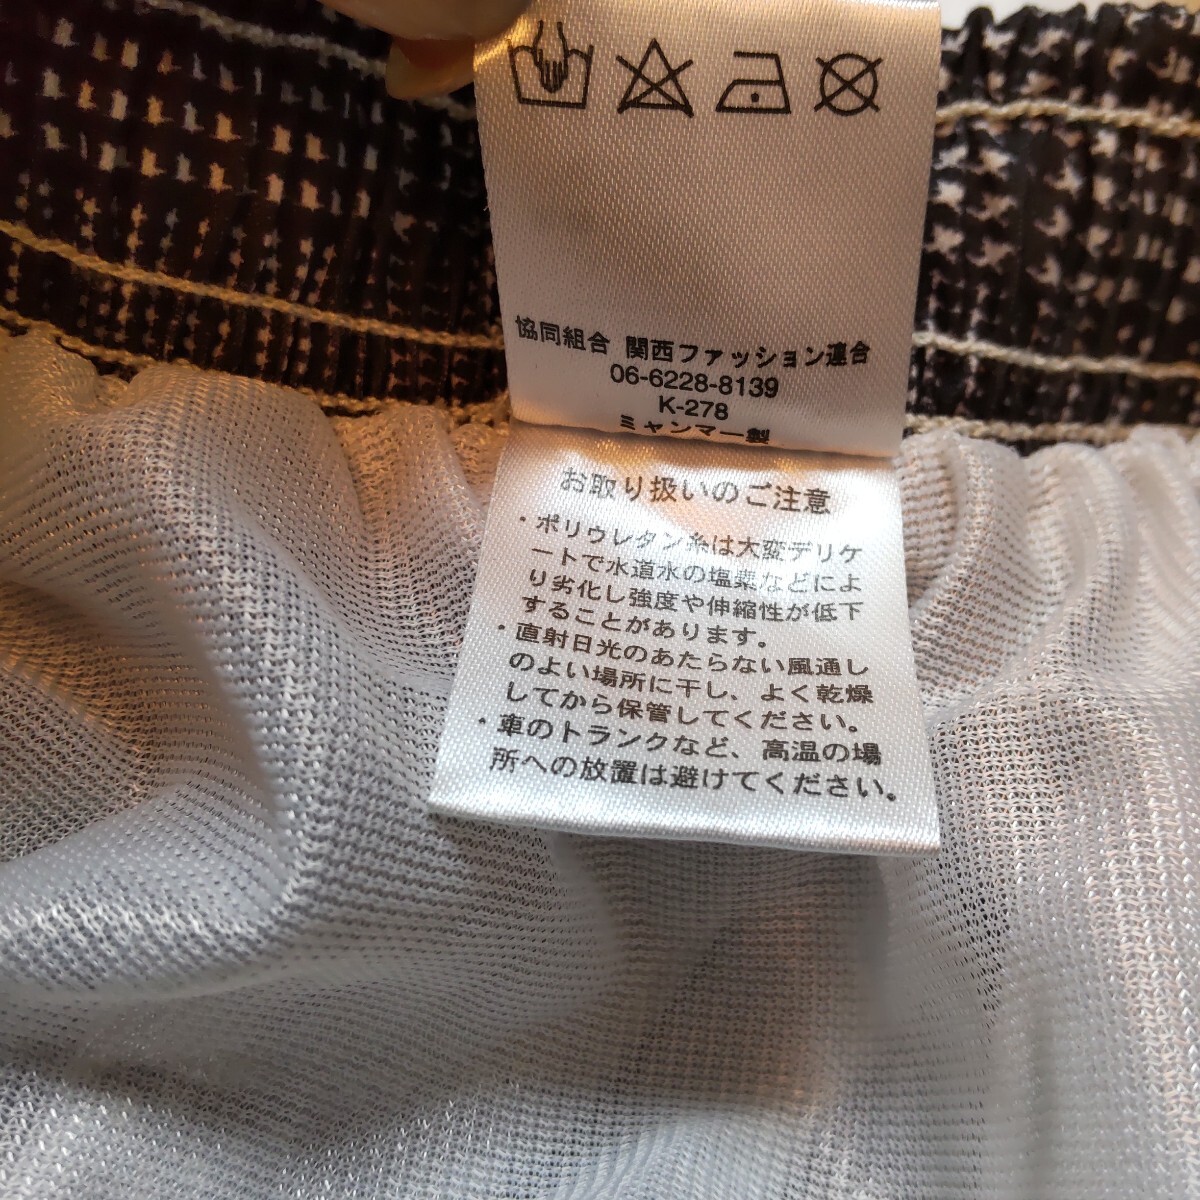 協同組合 関西ファッション連合
06-6228-8139
K-278
ミャンマー製
お取り扱いのご注意
・ポリウレタン糸は大変デリケ
ートで水道水の塩素などによ
り劣化し強度や伸縮性が低下
することがあります。
・直射日光のあたらない風通し
のよい場所に干し、よく乾燥
してから保管してください。
・車のトランクなど、高温の場
所への放置は避けてください。